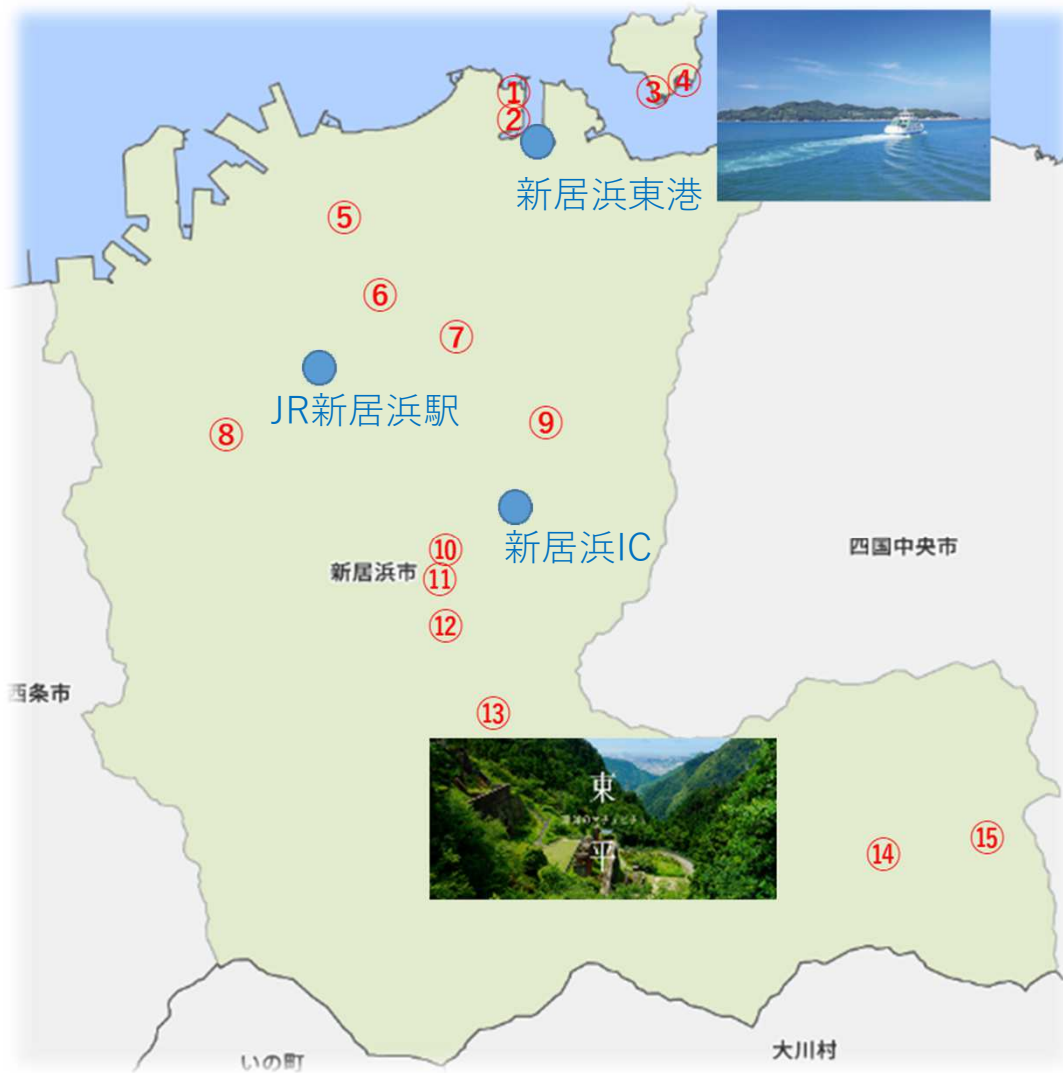 ①
②
③
④
新居浜東港
⑤
⑥
⑦
JR新居浜駅
⑧
⑨
新居浜IC
⑩
新居浜市
⑪
四国中央市
⑫
西条市
⑬
東
平
⑭
⑮
いの町
大川村